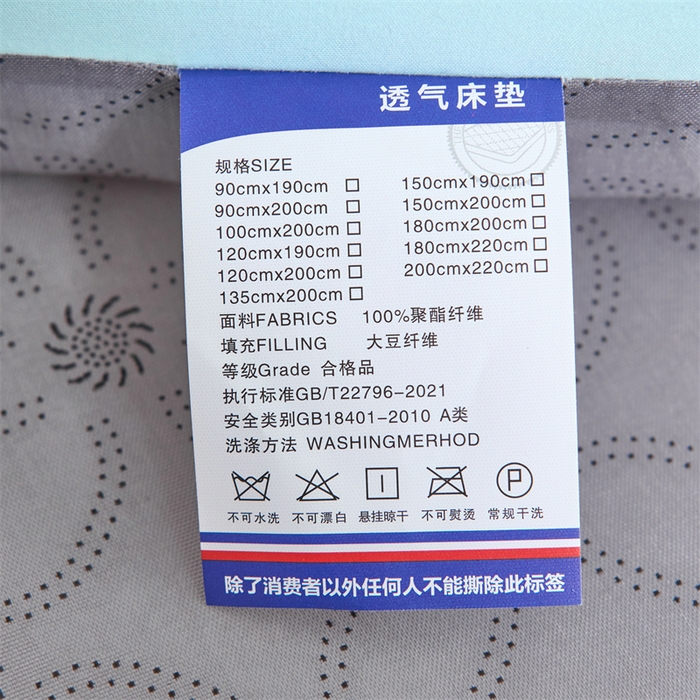 透气床垫
规格SIZE
90cmx190cm □ 150cmx190cm □
90cmx200cm □ 150cmx200cm □
100cmx200cm □ 180cmx200cm □
120cmx190cm □ 180cmx220cm □
120cmx200cm □ 200cmx220cm □
135cmx200cm □
面料FABRICS 100%聚酯纤维
填充FILLING 大豆纤维
等级Grade 合格品
执行标准GB/T22796-2021
安全类别GB18401-2010 A类
洗涤方法 WASHINGMERHOD
P
不可水洗 不可漂白 悬挂晾干 不可熨烫 常规干洗
除了消费者以外任何人不能撕除此标签